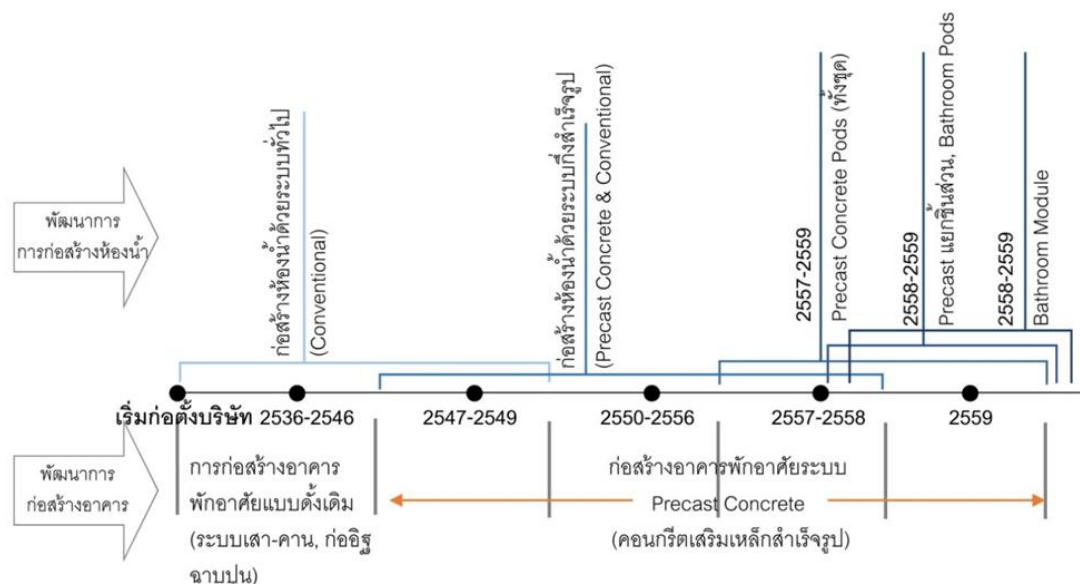 พัฒนาการ
การก่อสร้างห้องน้ำ
ก่อสร้างห้องน้ำด้วยระบบทั่วไป
(Conventional)
ก่อสร้างห้องน้ำด้วยระบบกึ่งสำเร็จรูป
(Precast Concrete & Conventional)
2557-2559
Precast Concrete Pods (ทั้งชุด)
2558-2559
Precast แยกชิ้นส่วน, Bathroom Pods
2558-2559
Bathroom Module
เริ่มก่อตั้งบริษัท
2536-2546
2547-2549
2550-2556
2557-2558
2559
พัฒนาการ
ก่อสร้างอาคาร
การก่อสร้างอาคาร
พักอาศัยแบบดั้งเดิม
(ระบบเสา-คาน, ก่ออิฐ
ฉาบปูน)
ก่อสร้างอาคารพักอาศัยระบบ
Precast Concrete
(คอนกรีตเสริมเหล็กสำเร็จรูป)